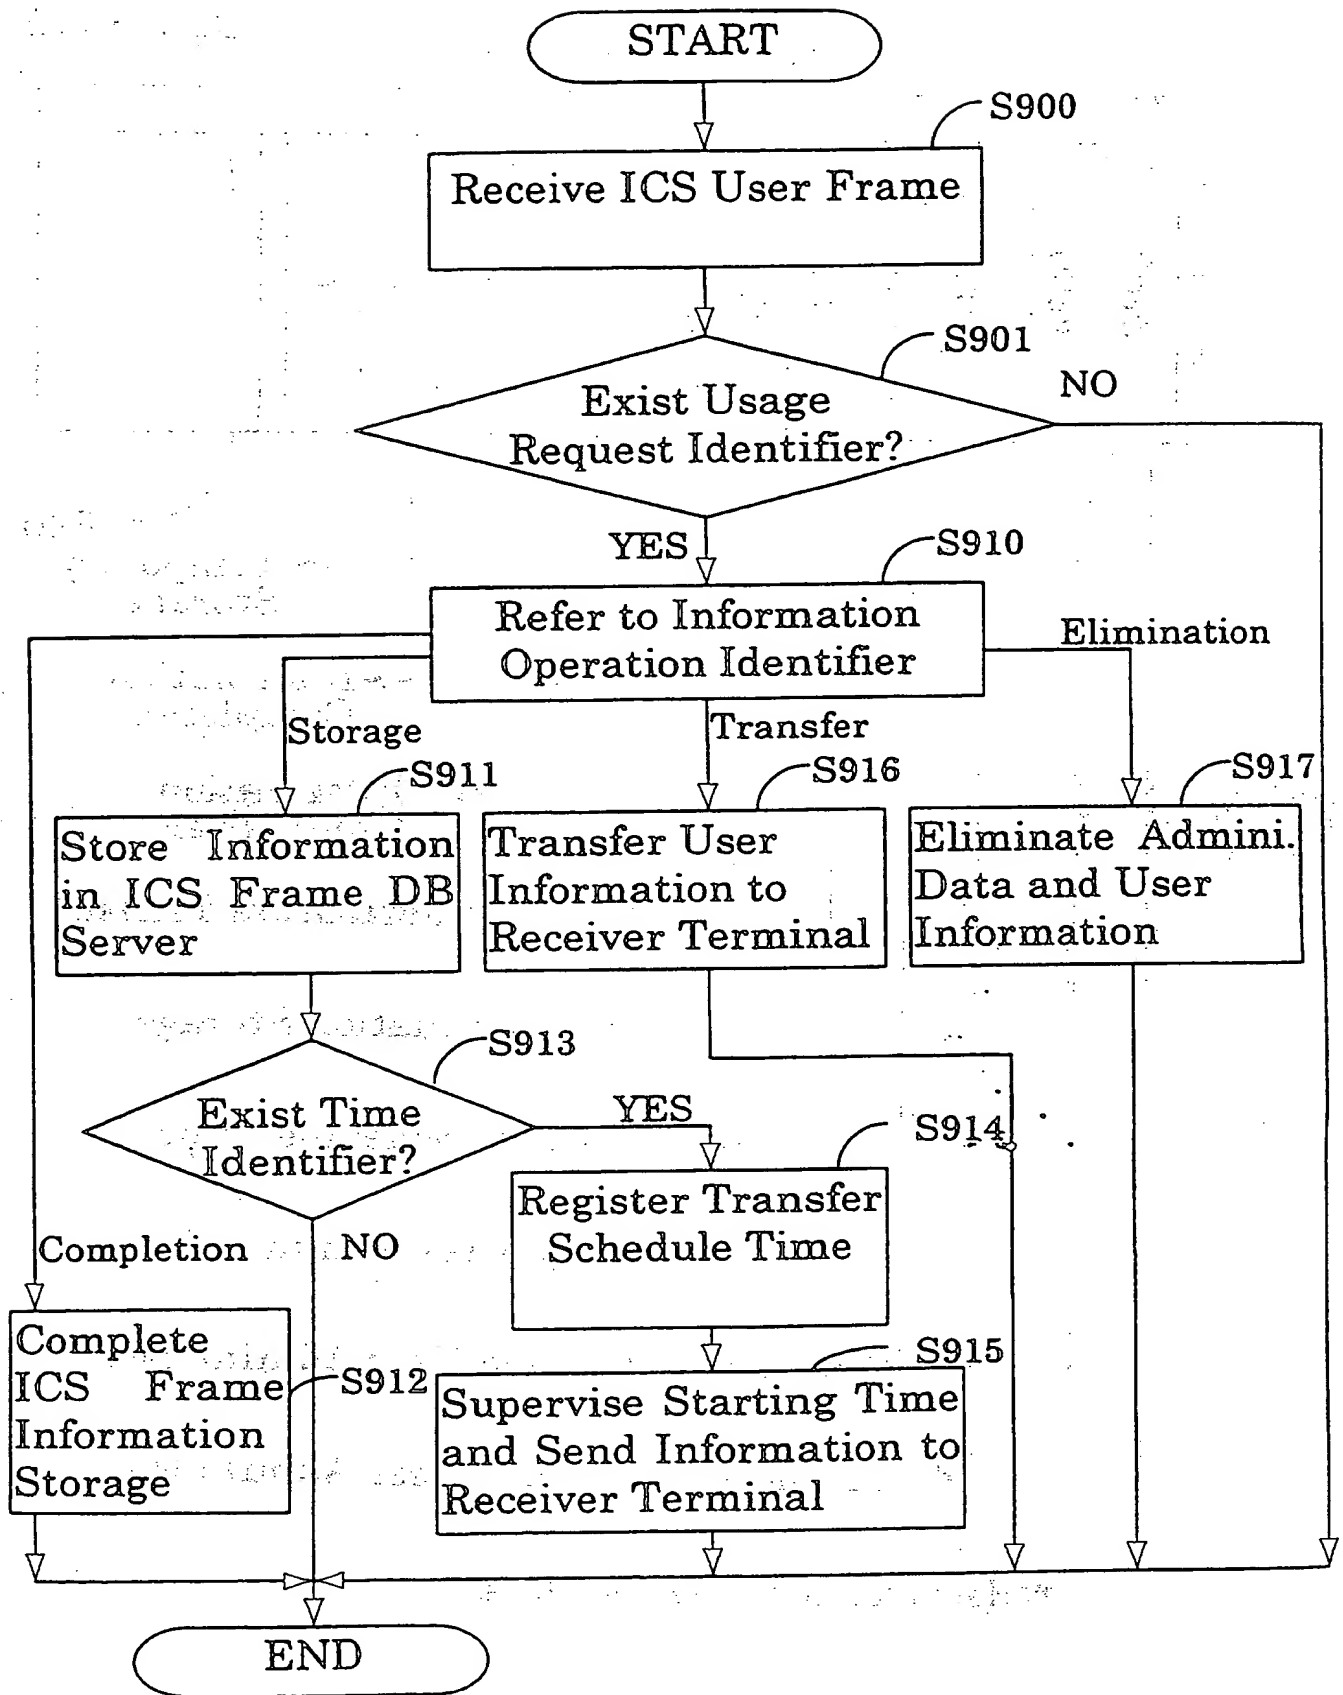 START
S900
Receive ICS User Frame
S901
NO
Exist Usage
Request Identifier?
YES
S910
Refer to Information
Operation Identifier
Elimination
Storage
Transfer
S911
S916
S917
Store Information
in ICS Frame DB
Server
Transfer User
Information to
Receiver Terminal
Eliminate Admini.
Data and User
Information
S913
Exist Time
Identifier?
YES
S914
Register Transfer
Schedule Time
Completion
NO
Complete
ICS Frame
Information
Storage
S912
S915
Supervise Starting Time
and Send Information to
Receiver Terminal
END